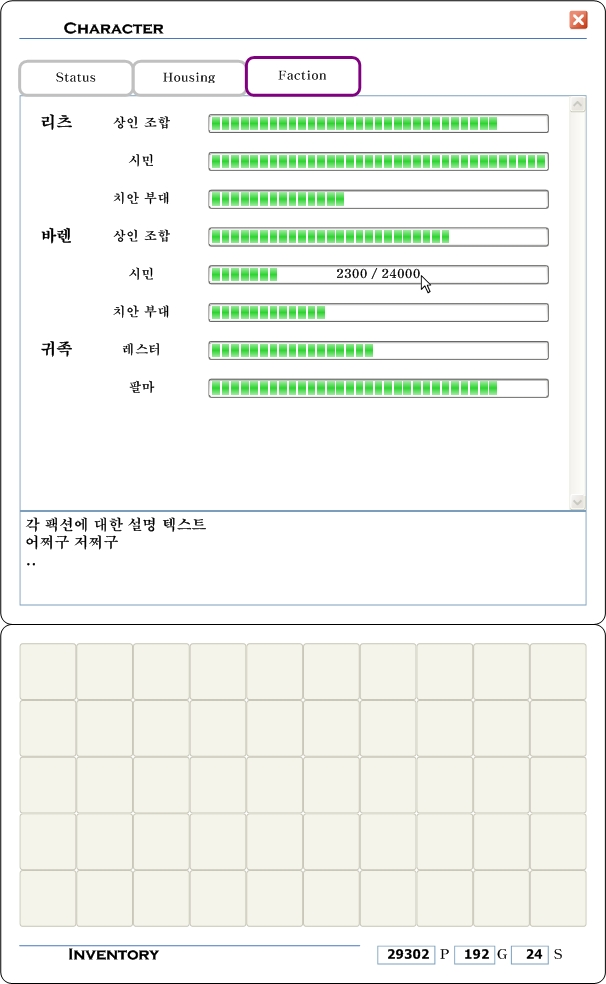 CHARACTER
Status Housing Faction
리츠 상인 조합
시민
치안 부대
바렌 상인 조합
시민 2300 / 24000
치안 부대
귀족 레스터
팔마
각 팩션에 대한 설명 텍스트
어쩌구 저쩌구
..
INVENTORY 29302 P 192 G 24 S